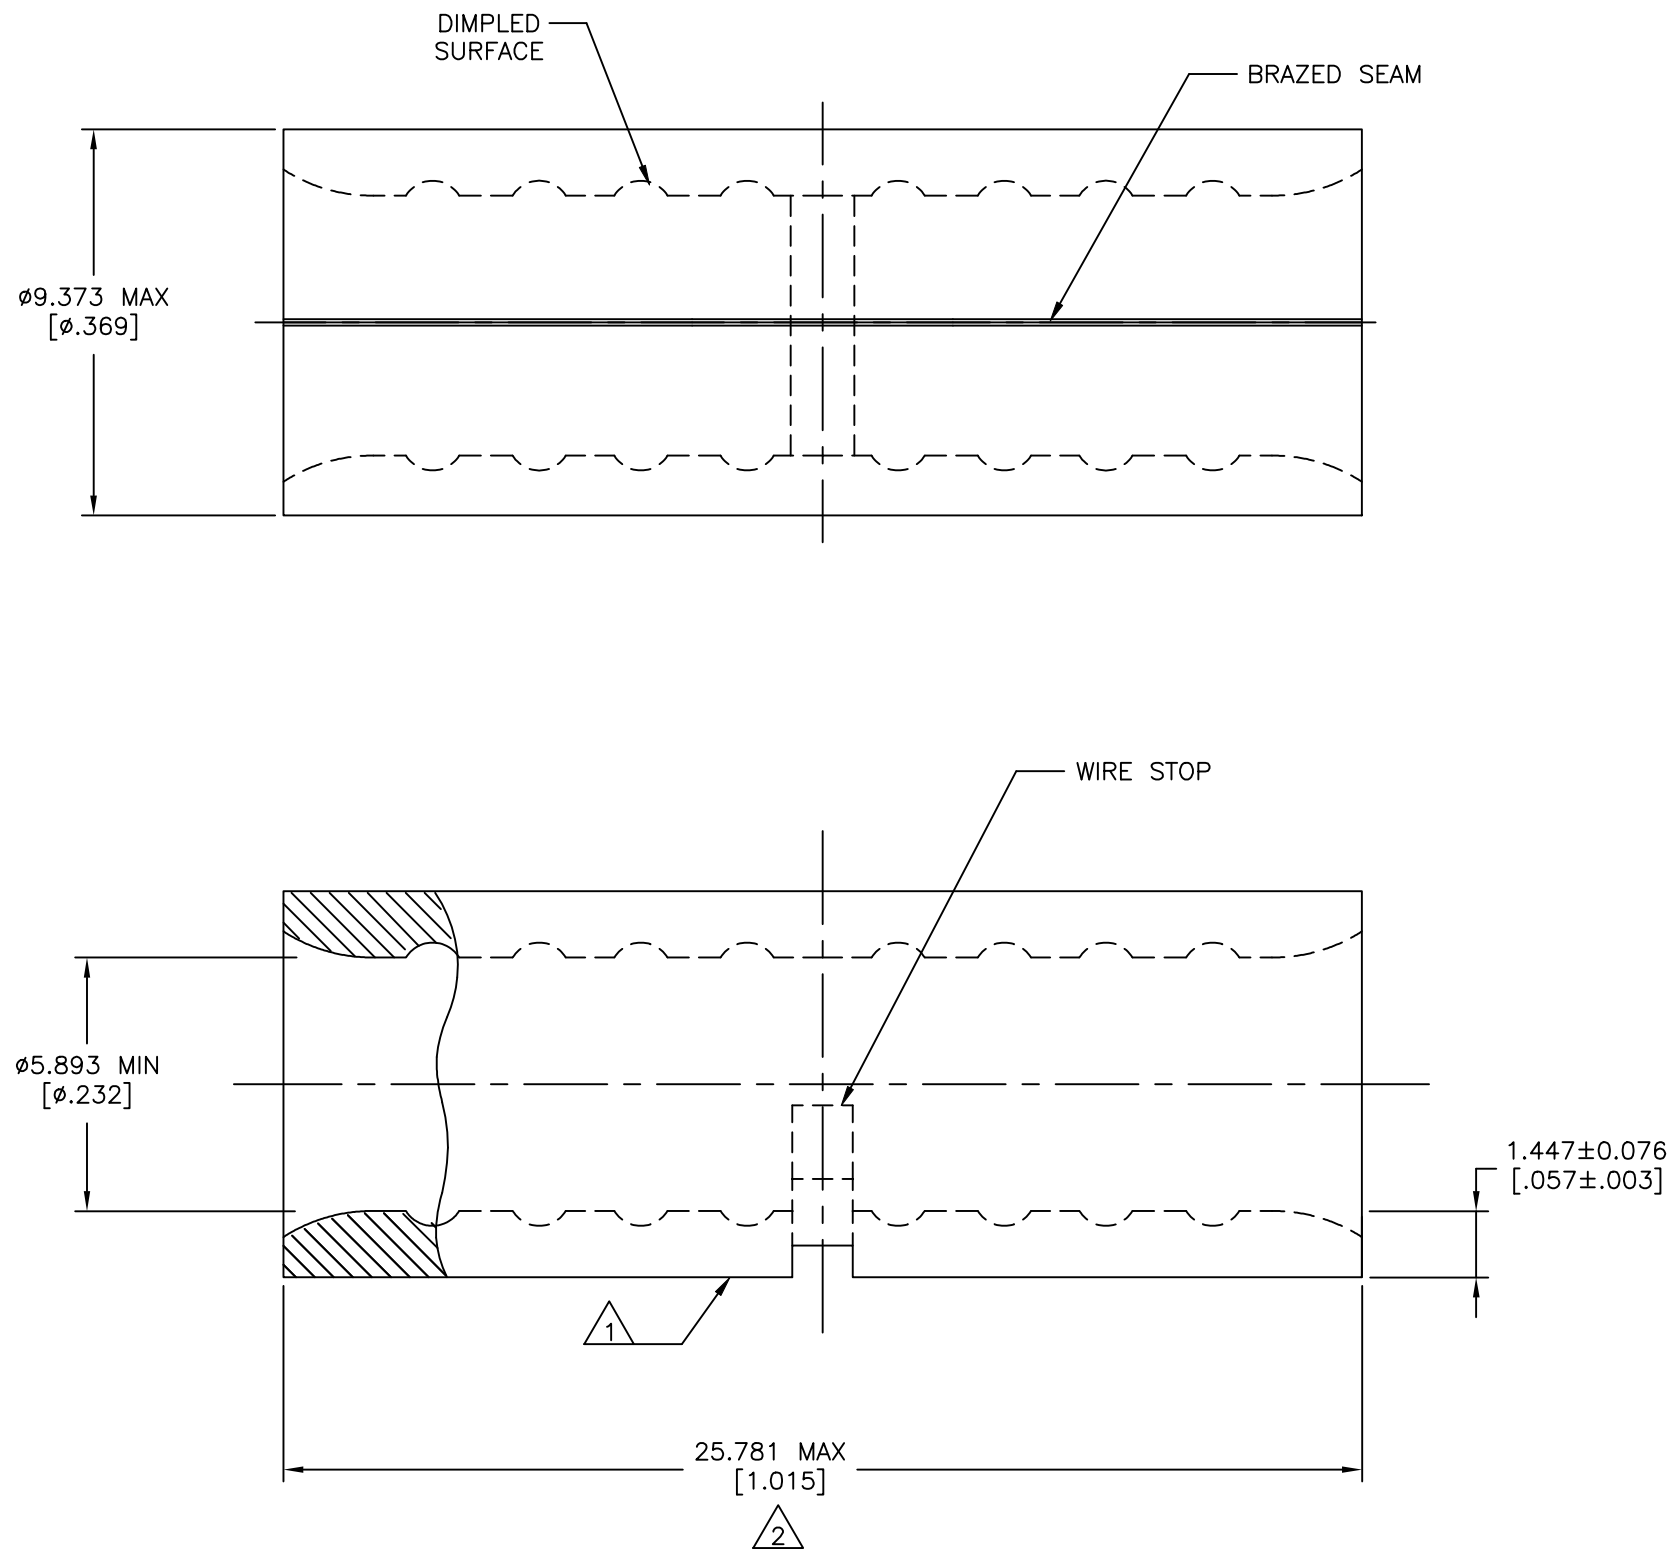 DIMPLED
SURFACE
BRAZED SEAM
ø9.373 MAX
[ø.369]
WIRE STOP
ø5.893 MIN
[ø.232]
1.447±0.076
[.057±.003]
1
25.781 MAX
[1.015]
2